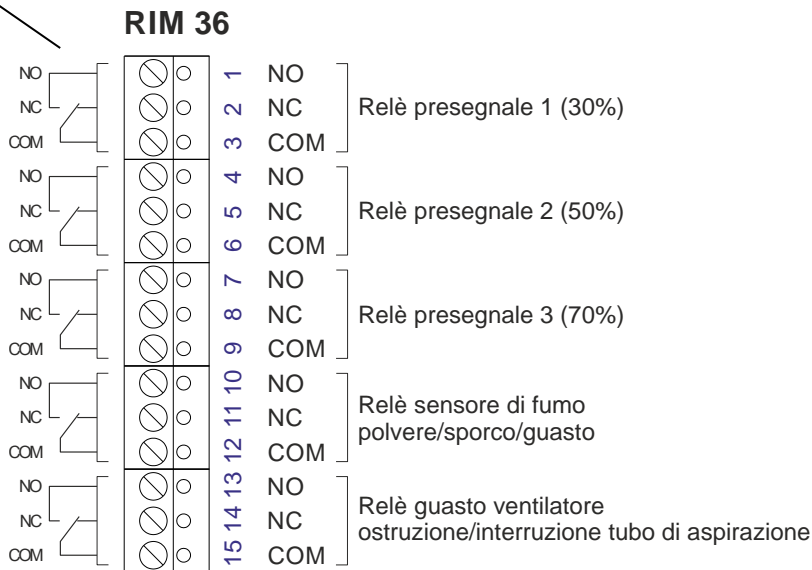 RIM 36
NO 1 NO
NC 2 NC Relè presegnale 1 (30%)
COM 3 COM
NO 4 NO
NC 5 NC Relè presegnale 2 (50%)
COM 6 COM
NO 7 NO
NC 8 NC Relè presegnale 3 (70%)
COM 9 COM
NO 10 NO
NC 11 NC Relè sensore di fumo
polvere/sporco/guasto
COM 12 COM
NO 13 NO
NC 14 NC Relè guasto ventilatore
ostruzione/interruzione tubo di aspirazione
COM 15 COM